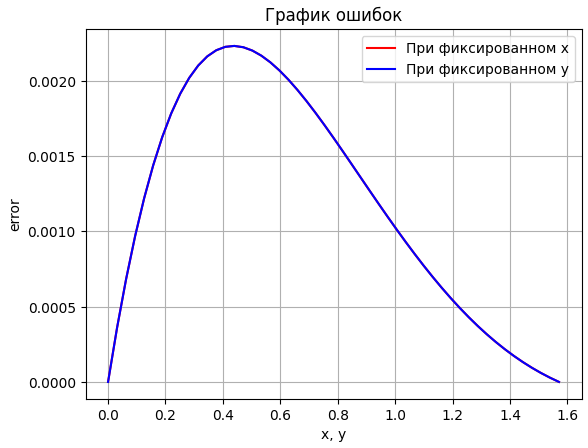 График ошибок
При фиксированном x
При фиксированном y
0.0020
0.0015
0.0010
0.0005
0.0000
error
0.0 0.2 0.4 0.6 0.8 1.0 1.2 1.4 1.6
x, y